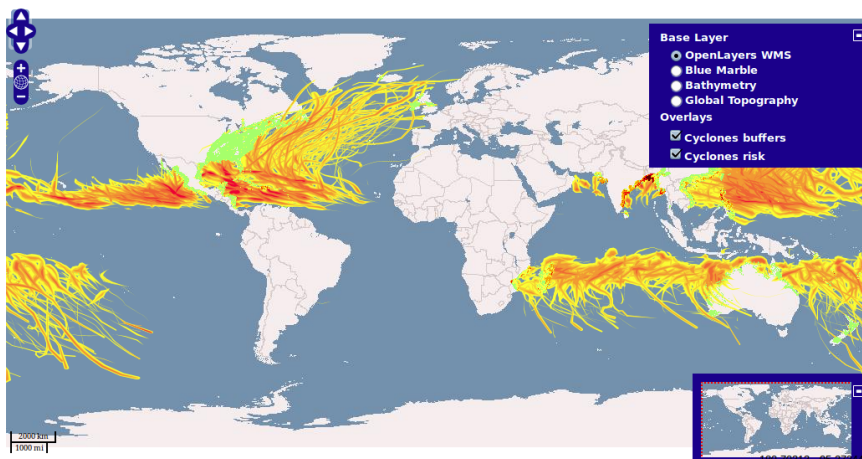 Base Layer
OpenLayers WMS
Blue Marble
Bathymetry
Global Topography
Overlays
Cyclones buffers
Cyclones risk
2000 km
1000 mi